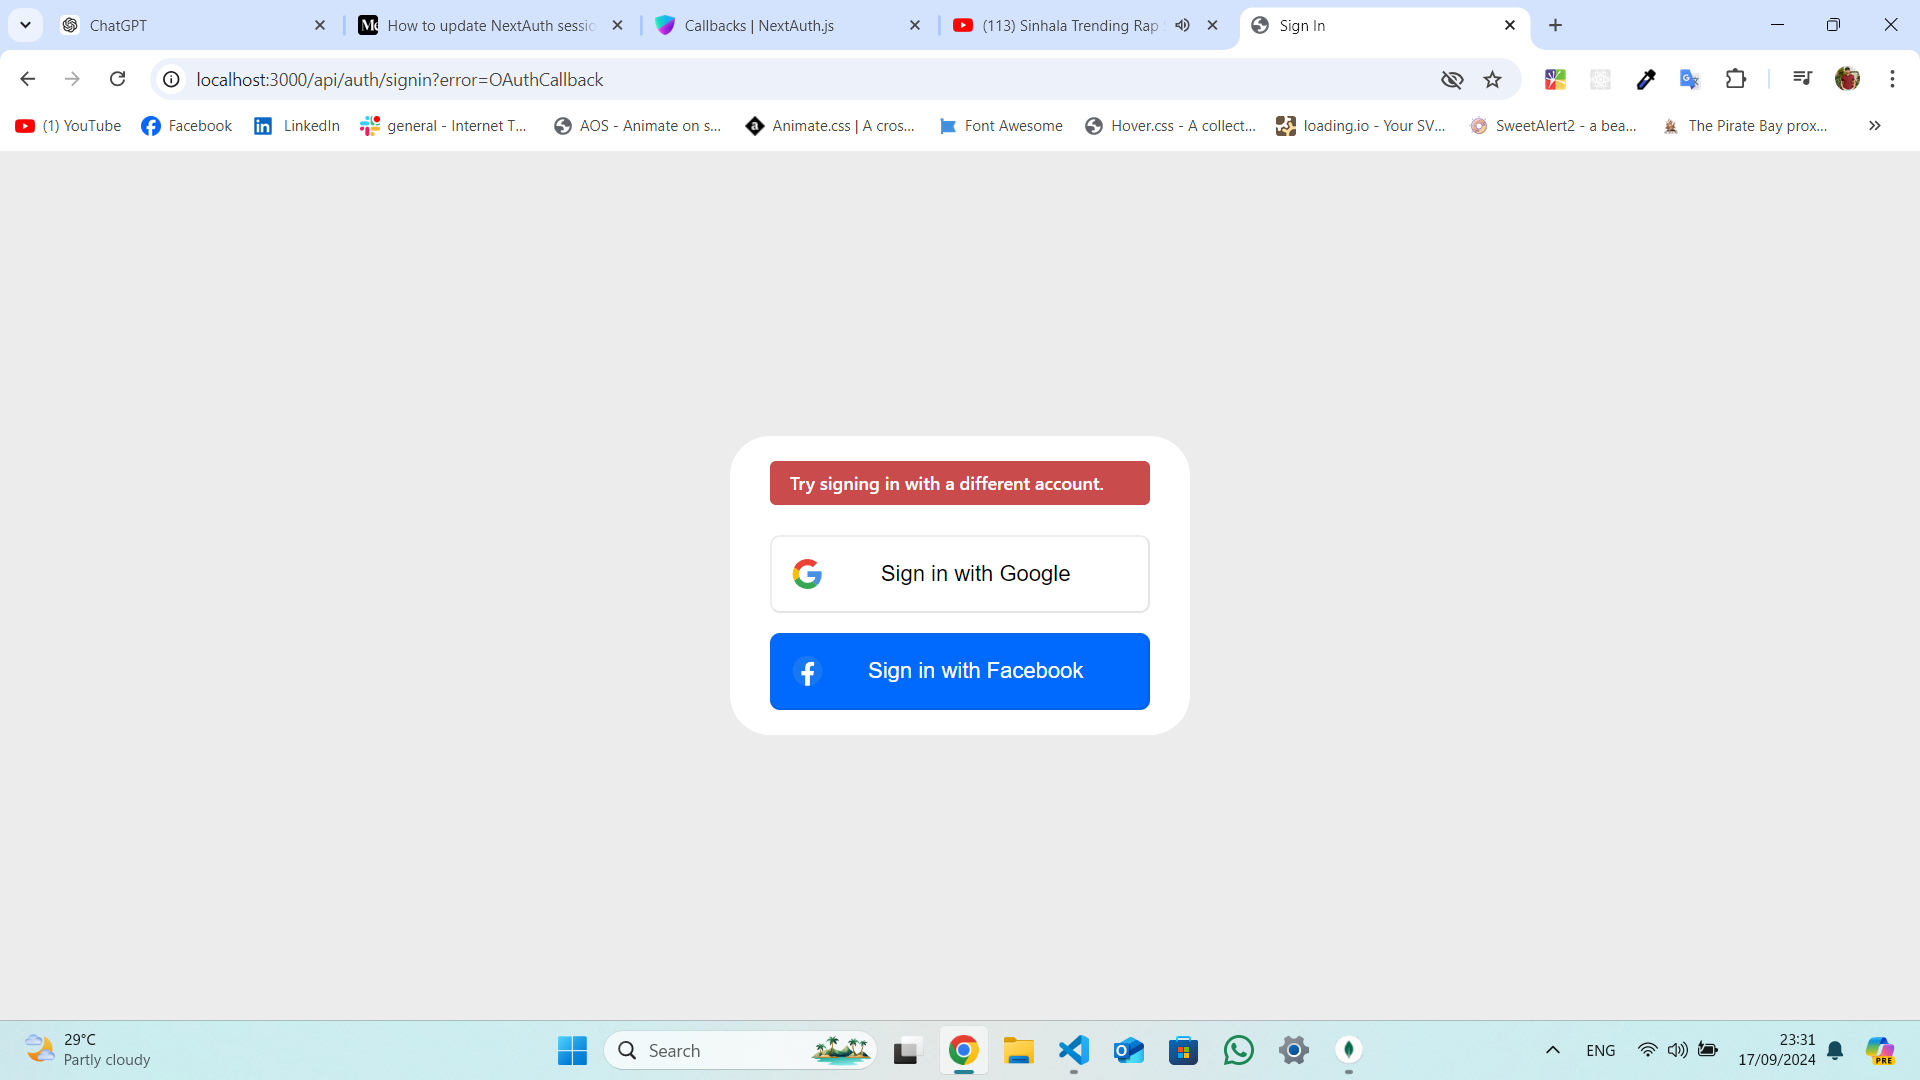 ChatGPT
How to update NextAuth sessio
Callbacks | NextAuth.js
(113) Sinhala Trending Rap S
Sign In
localhost:3000/api/auth/signin?error=OAuthCallback
(1) YouTube
Facebook
LinkedIn
general - Internet T...
AOS - Animate on s...
Animate.css | A cros...
Font Awesome
Hover.css - A collect...
loading.io - Your SV...
SweetAlert2 - a bea...
The Pirate Bay prox...
Try signing in with a different account.
Sign in with Google
Sign in with Facebook
29°C
Partly cloudy
Search
ENG
23:31
17/09/2024
PRE